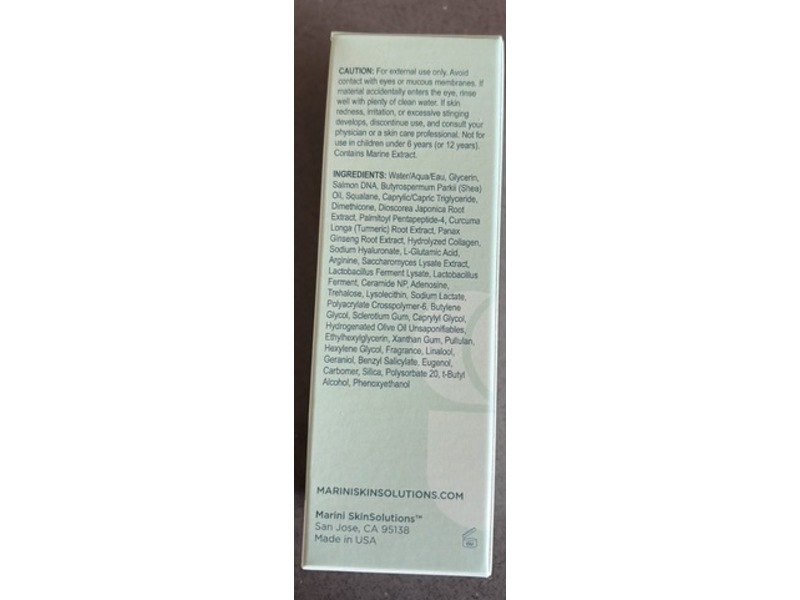 CAUTION: For external use only. Avoid
contact with eyes or mucous membranes. If
material accidentally enters the eye, rinse
well with plenty of clean water. If skin
redness, irritation, or excessive stinging
develops, discontinue use, and consult your
physician or a skin care professional. Not for
use in children under 6 years (or 12 years).
Contains Marine Extract.
INGREDIENTS: Water/Aqua/Eau, Glycerin,
Salmon DNA, Butyrospermum Parkii (Shea)
Oil, Squalane, Caprylic/Capric Triglyceride,
Dimethicone, Dioscorea Japonica Root
Extract, Palmitoyl Pentapeptide-4, Curcuma
Longa (Turmeric) Root Extract, Panax
Ginseng Root Extract, Hydrolyzed Collagen,
Sodium Hyaluronate, L-Glutamic Acid,
Arginine, Saccharomyces Lysate Extract,
Lactobacillus Ferment Lysate, Lactobacillus
Ferment, Ceramide NP, Adenosine,
Trehalose, Lysolecithin, Sodium Lactate,
Polyacrylate Crosspolymer-6, Butylene
Glycol, Sclerotium Gum, Caprylyl Glycol,
Hydrogenated Olive Oil Unsaponifiables,
Ethylhexylglycerin, Xanthan Gum, Pullulan,
Hexylene Glycol, Fragrance, Linalool,
Geraniol, Benzyl Salicylate, Eugenol,
Carbomer, Silica, Polysorbate 20, t-Butyl
Alcohol, Phenoxyethanol
MARINISKINSOLUTIONS.COM
Marini SkinSolutions™
San Jose, CA 95138
Made in USA